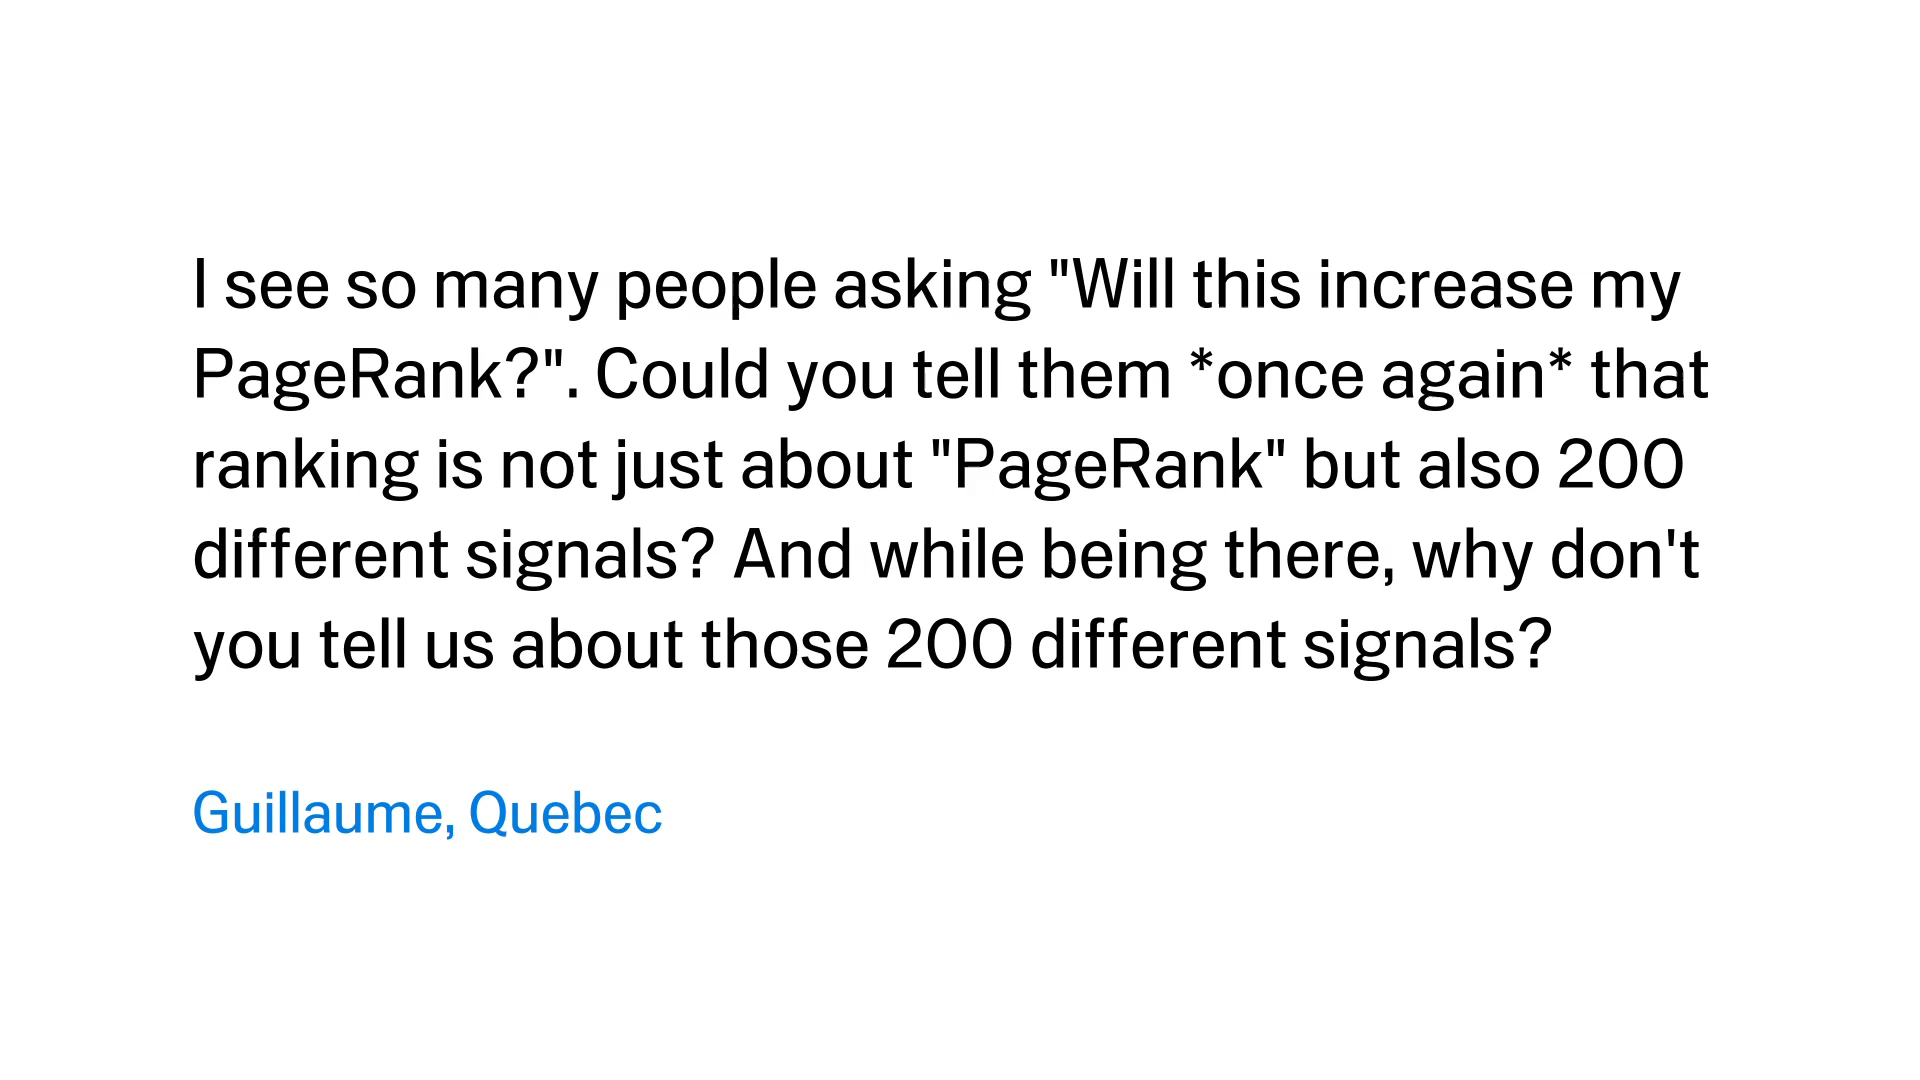 I see so many people asking "Will this increase my
PageRank?". Could you tell them *once again* that
ranking is not just about "PageRank" but also 200
different signals? And while being there, why don't
you tell us about those 200 different signals?
Guillaume, Quebec